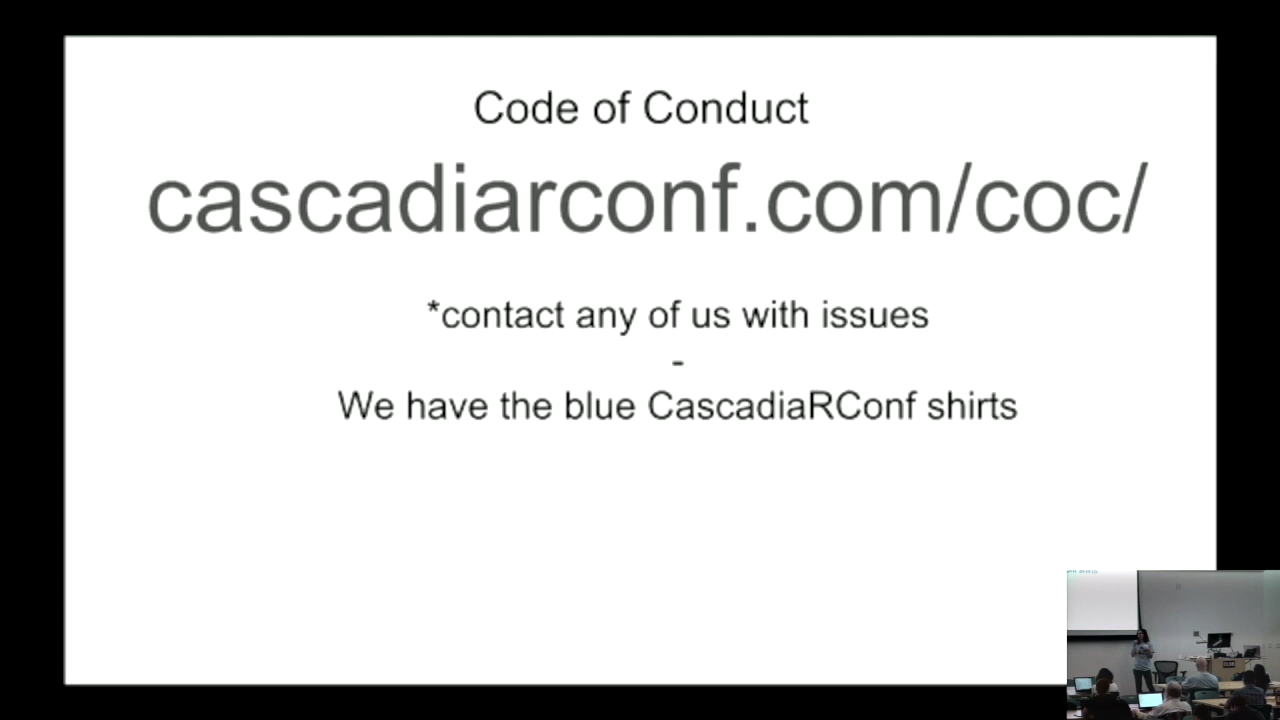 Code of Conduct
cascadiarconf.com/coc/
*contact any of us with issues
-
We have the blue CascadiaRConf shirts